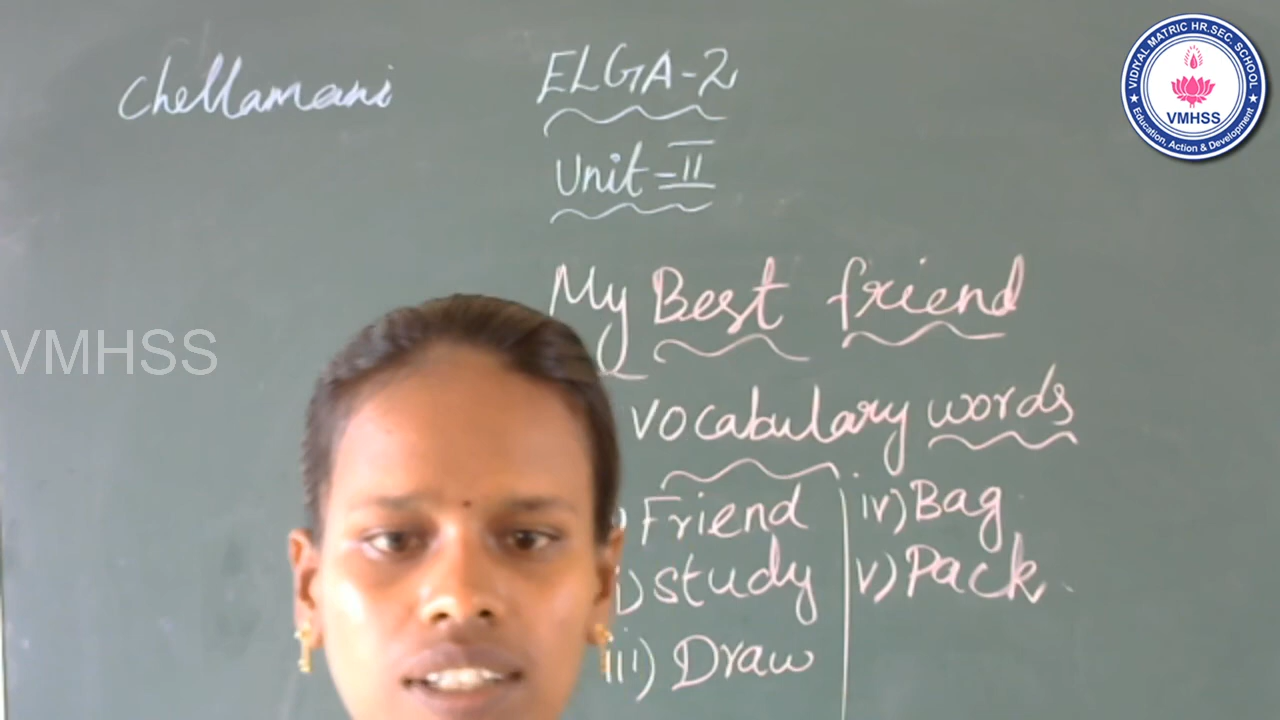 chellamani
ELGA-2
Unit-II
My Best friend
vocabulary words
i) Friend
ii) study
iii) Draw
iv) Bag
v) Pack.
VMHSS
VIDIYAL MATRIC HR.SEC. SCHOOL
VMHSS
★ Education, Action & Development ★